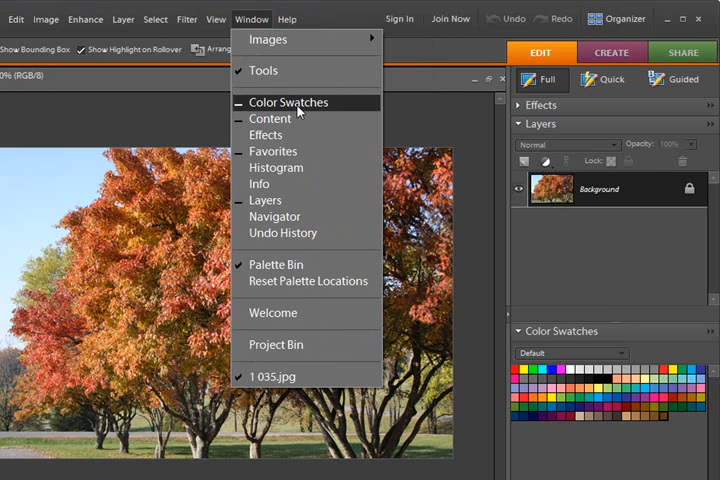 Edit Image Enhance Layer Select Filter View Window Help Sign In Join Now Undo Redo Organizer
Show Bounding Box Show Highlight on Rollover Arrang
EDIT CREATE SHARE
0% (RGB/8)
Full Quick Guided
Images
Tools
Color Swatches
Content
Effects
Favorites
Histogram
Info
Layers
Navigator
Undo History
Palette Bin
Reset Palette Locations
Welcome
Project Bin
1 035.jpg
Effects
Layers
Normal Opacity: 100%
Lock:
Background
Color Swatches
Default